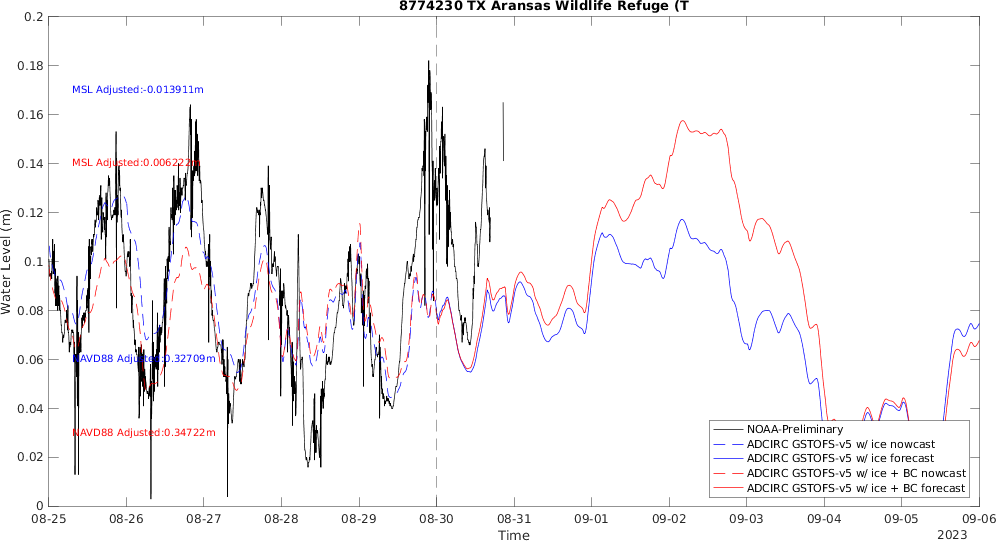 8774230 TX Aransas Wildlife Refuge (T
0.2
0.18
0.16
0.14
0.12
0.1
0.08
0.06
0.04
0.02
0
Water Level (m)
MSL Adjusted:-0.013911m
MSL Adjusted:0.006222m
NAVD88 Adjusted:0.32709m
NAVD88 Adjusted:0.34722m
NOAA-Preliminary
ADCIRC GSTOFS-v5 w/ ice nowcast
ADCIRC GSTOFS-v5 w/ ice forecast
ADCIRC GSTOFS-v5 w/ ice + BC nowcast
ADCIRC GSTOFS-v5 w/ ice + BC forecast
08-25 08-26 08-27 08-28 08-29 08-30 08-31 09-01 09-02 09-03 09-04 09-05 09-06
Time
2023